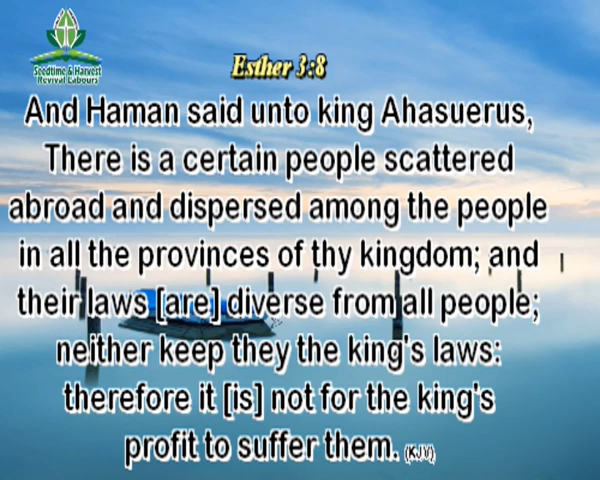 Seedtime & Harvest
Revival Labours
Esther 3:8
And Haman said unto king Ahasuerus,
There is a certain people scattered
abroad and dispersed among the people
in all the provinces of thy kingdom; and
their laws [are] diverse from all people;
neither keep they the king's laws:
therefore it [is] not for the king's
profit to suffer them. (KJV)